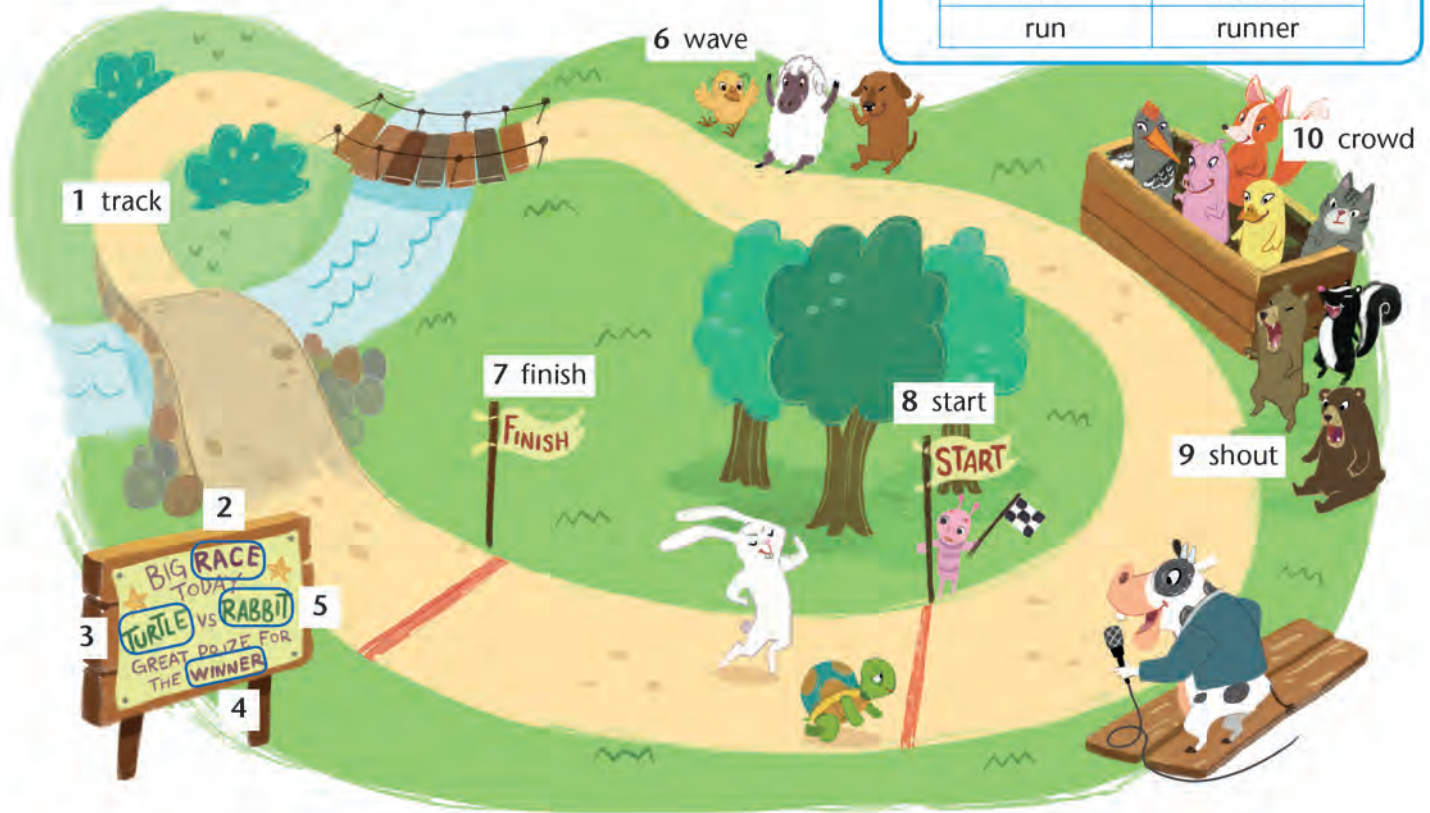 run runner
6 wave
10 crowd
1 track
7 finish
FINISH
8 start
START
9 shout
2
BIG RACE
TODAY
3 TURTLE VS RABBIT 5
GREAT PRIZE FOR
THE WINNER
4